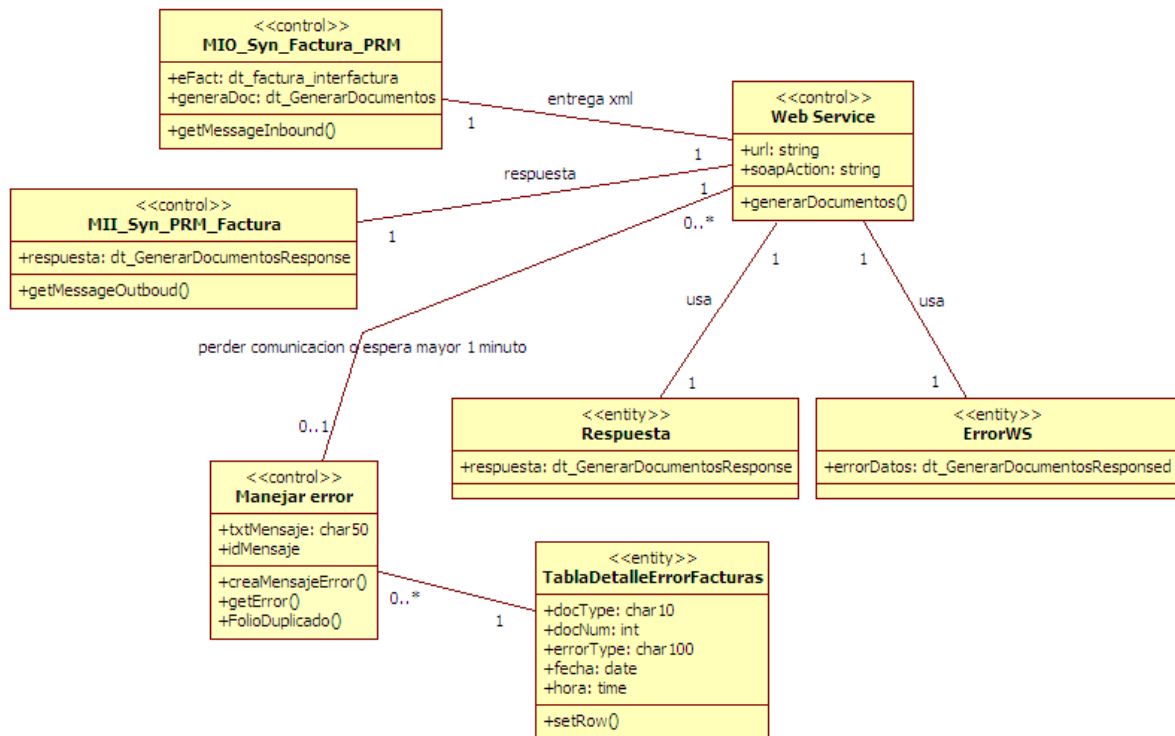 <<control>>
MIO_Syn_Factura_PRM
+eFact: dt_factura_interfactura
+generaDoc: dt_GenerarDocumentos
+getMessageInbound()
entrega xml
1
1
<<control>>
Web Service
+url: string
+soapAction: string
+generarDocumentos()
<<control>>
MII_Syn_PRM_Factura
+respuesta: dt_GenerarDocumentosResponse
+getMessageOutboud()
respuesta
1
1
0..*
perder comunicacion o espera mayor 1 minuto
0..1
1
usa
1
1
usa
1
<<entity>>
Respuesta
+respuesta: dt_GenerarDocumentosResponse
<<entity>>
ErrorWS
+errorDatos: dt_GenerarDocumentosResponsed
<<control>>
Manejar error
+txtMensaje: char50
+idMensaje
+creaMensajeError()
+getError()
+FolioDuplicado()
0..*
1
<<entity>>
TablaDetalleErrorFacturas
+docType: char10
+docNum: int
+errorType: char100
+fecha: date
+hora: time
+setRow()